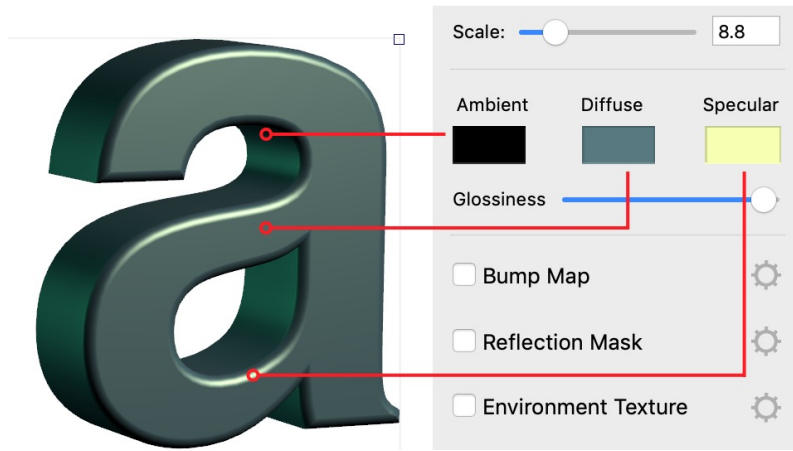 a
Scale: 8.8
Ambient Diffuse Specular
Glossiness
Bump Map
Reflection Mask
Environment Texture